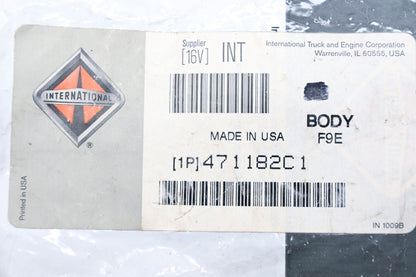 Supplier
[16V] INT
International Truck and Engine Corporation
Warrenville, IL 60555, USA
INTERNATIONAL
®
BODY
MADE IN USA
F9E
[1P] 471182C1
Printed in USA
IN 1009B